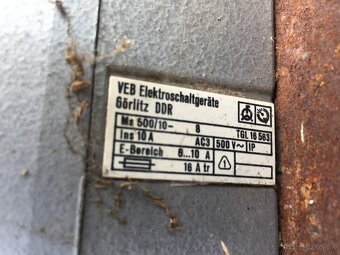 VEB Elektroschaltgeräte
Görlitz DDR
Ms 500/10- 8 TGL 16 563
Ins 10 A AC3 500 V~ IP
E-Bereich 8...10 A
16 A tr